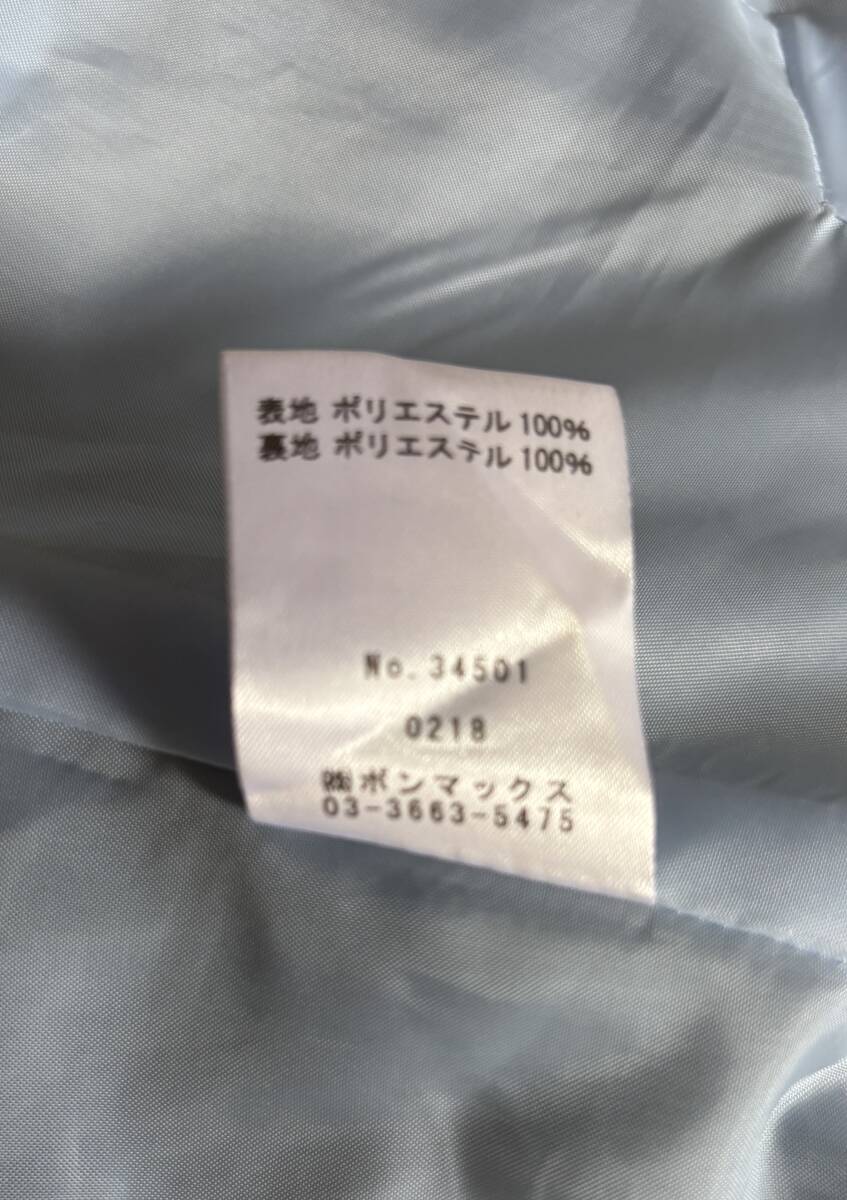 表地 ポリエステル 100%
裏地 ポリエステル 100%
No. 34501
0218
㈱ボンマックス
03-3663-5475